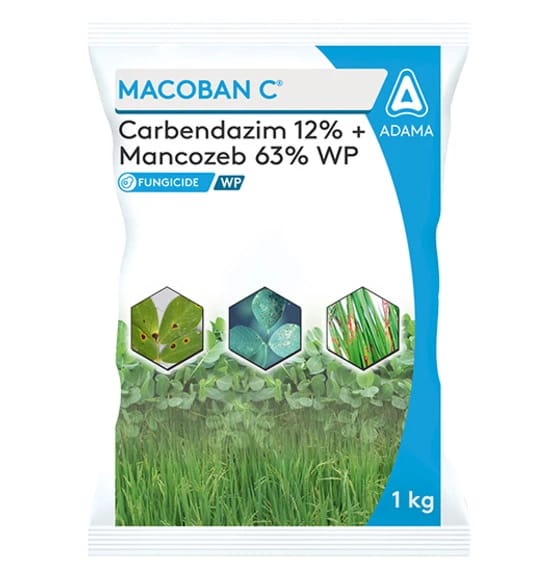 MACOBAN C®
ADAMA
Carbendazim 12% +
Mancozeb 63% WP
FUNGICIDE WP
1 kg